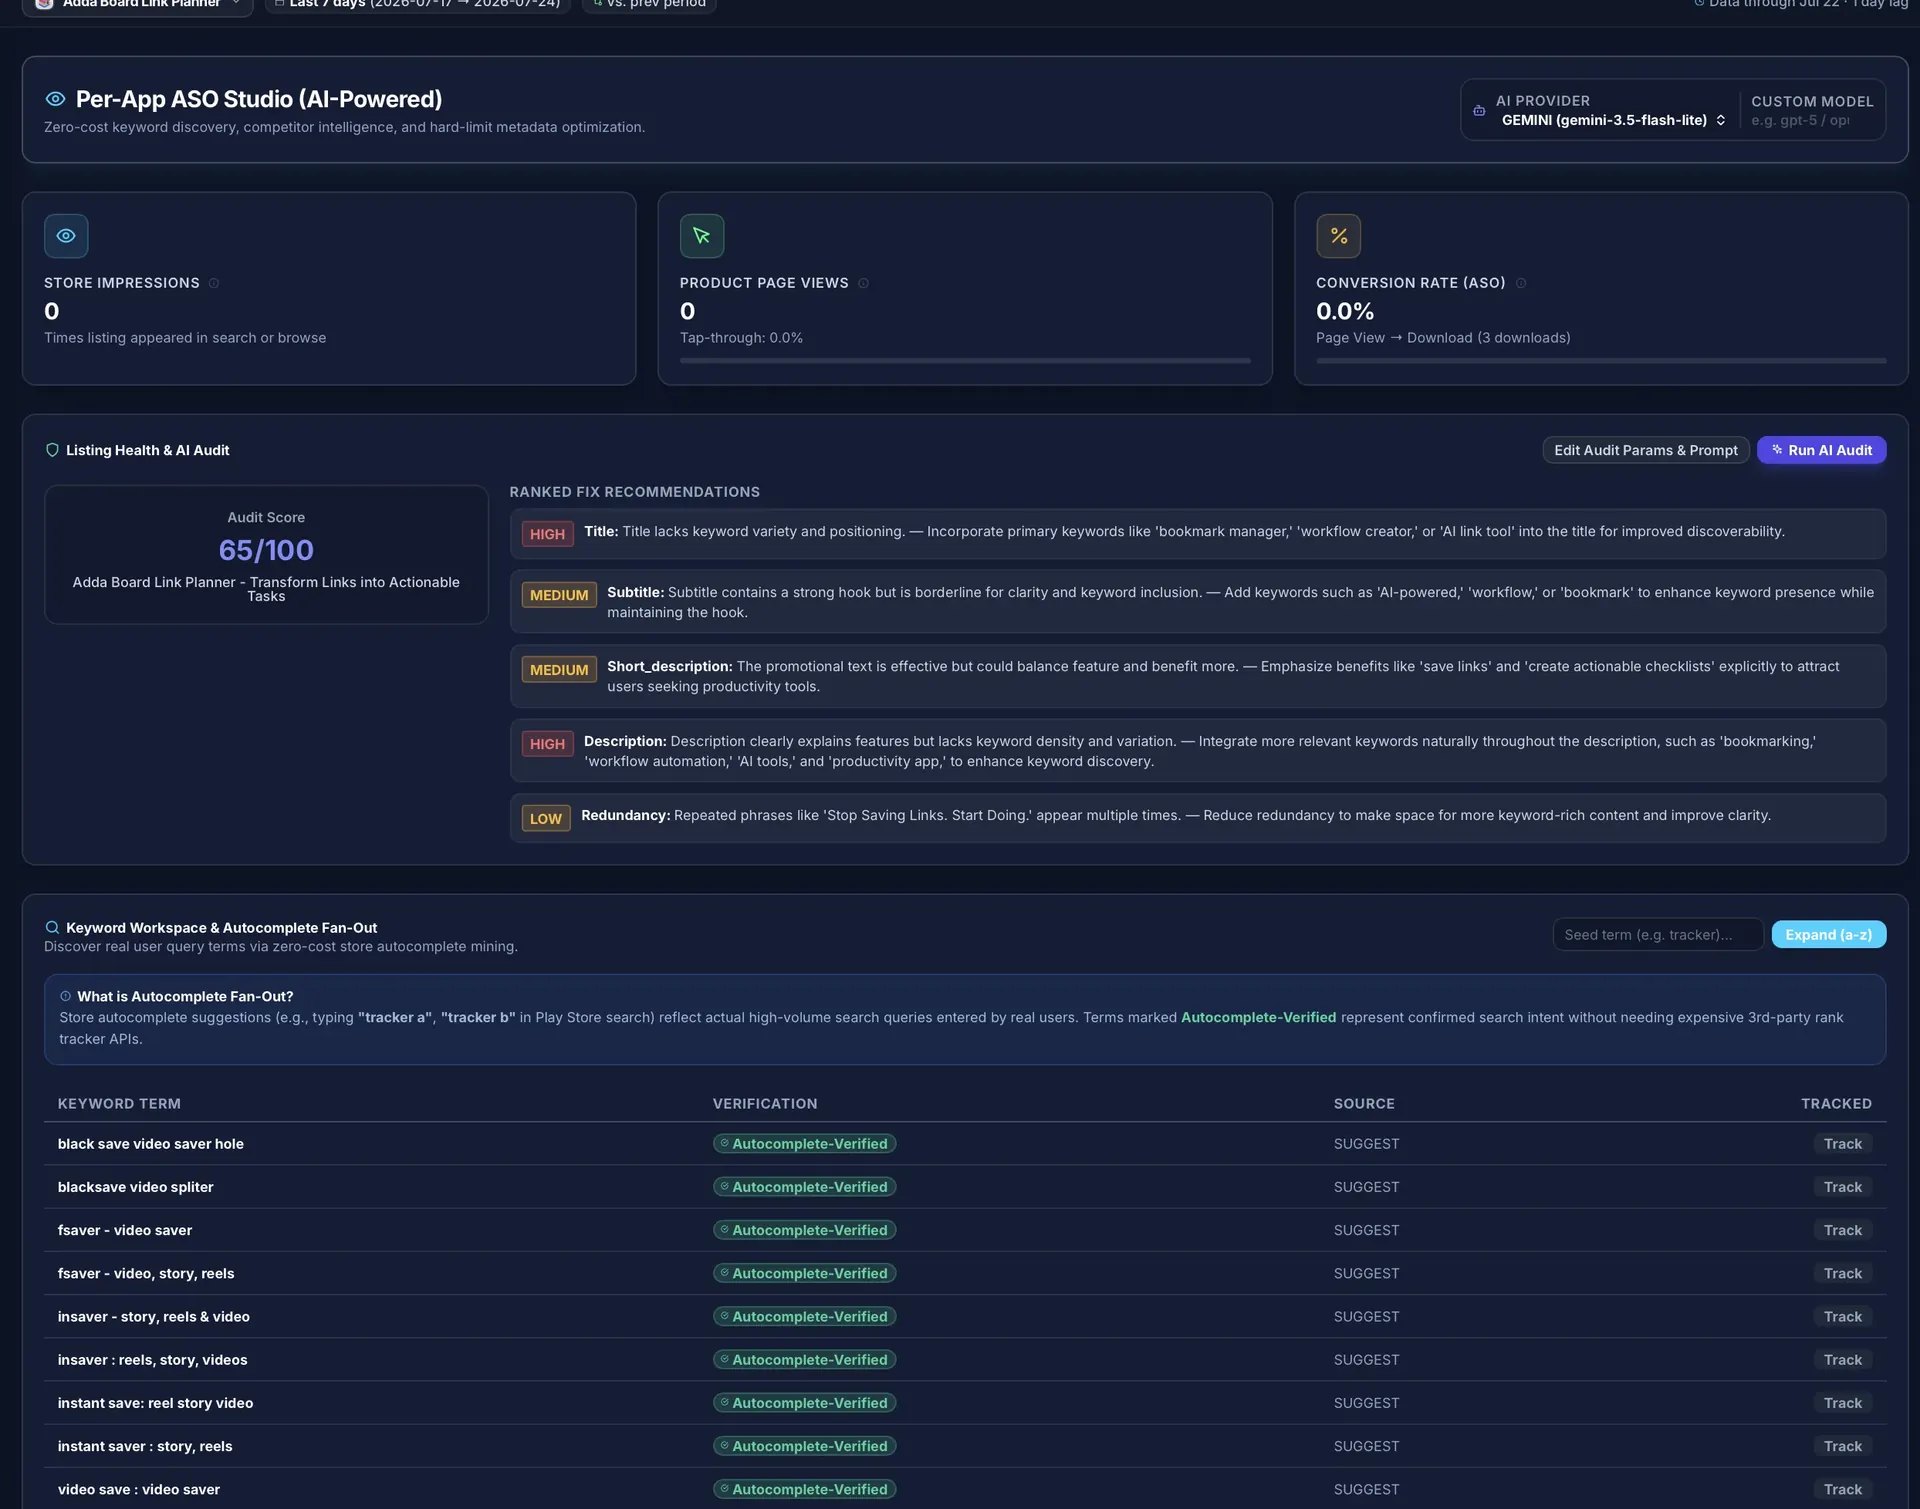 Adda Board Link Planner
Last 7 days (2026-07-17 → 2026-07-24)
vs. prev period
Data through Jul 22 · 1 day lag
Per-App ASO Studio (AI-Powered)
Zero-cost keyword discovery, competitor intelligence, and hard-limit metadata optimization.
AI PROVIDER
GEMINI (gemini-3.5-flash-lite)
CUSTOM MODEL
e.g. gpt-5 / op
STORE IMPRESSIONS
0
Times listing appeared in search or browse
PRODUCT PAGE VIEWS
0
Tap-through: 0.0%
CONVERSION RATE (ASO)
0.0%
Page View → Download (3 downloads)
Listing Health & AI Audit
Edit Audit Params & Prompt
Run AI Audit
Audit Score
65/100
Adda Board Link Planner - Transform Links into Actionable
Tasks
RANKED FIX RECOMMENDATIONS
HIGH Title: Title lacks keyword variety and positioning. — Incorporate primary keywords like 'bookmark manager,' 'workflow creator,' or 'AI link tool' into the title for improved discoverability.
MEDIUM Subtitle: Subtitle contains a strong hook but is borderline for clarity and keyword inclusion. — Add keywords such as 'AI-powered,' 'workflow,' or 'bookmark' to enhance keyword presence while
maintaining the hook.
MEDIUM Short_description: The promotional text is effective but could balance feature and benefit more. — Emphasize benefits like 'save links' and 'create actionable checklists' explicitly to attract
users seeking productivity tools.
HIGH Description: Description clearly explains features but lacks keyword density and variation. — Integrate more relevant keywords naturally throughout the description, such as 'bookmarking,'
'workflow automation,' 'AI tools,' and 'productivity app,' to enhance keyword discovery.
LOW Redundancy: Repeated phrases like 'Stop Saving Links. Start Doing.' appear multiple times. — Reduce redundancy to make space for more keyword-rich content and improve clarity.
Keyword Workspace & Autocomplete Fan-Out
Discover real user query terms via zero-cost store autocomplete mining.
Seed term (e.g. tracker)...
Expand (a-z)
What is Autocomplete Fan-Out?
Store autocomplete suggestions (e.g., typing "tracker a", "tracker b" in Play Store search) reflect actual high-volume search queries entered by real users. Terms marked Autocomplete-Verified represent confirmed search intent without needing expensive 3rd-party rank
tracker APIs.
KEYWORD TERM VERIFICATION SOURCE TRACKED
black save video saver hole Autocomplete-Verified SUGGEST Track
blacksave video spliter Autocomplete-Verified SUGGEST Track
fsaver - video saver Autocomplete-Verified SUGGEST Track
fsaver - video, story, reels Autocomplete-Verified SUGGEST Track
insaver - story, reels & video Autocomplete-Verified SUGGEST Track
insaver : reels, story, videos Autocomplete-Verified SUGGEST Track
instant save: reel story video Autocomplete-Verified SUGGEST Track
instant saver : story, reels Autocomplete-Verified SUGGEST Track
video save : video saver Autocomplete-Verified SUGGEST Track